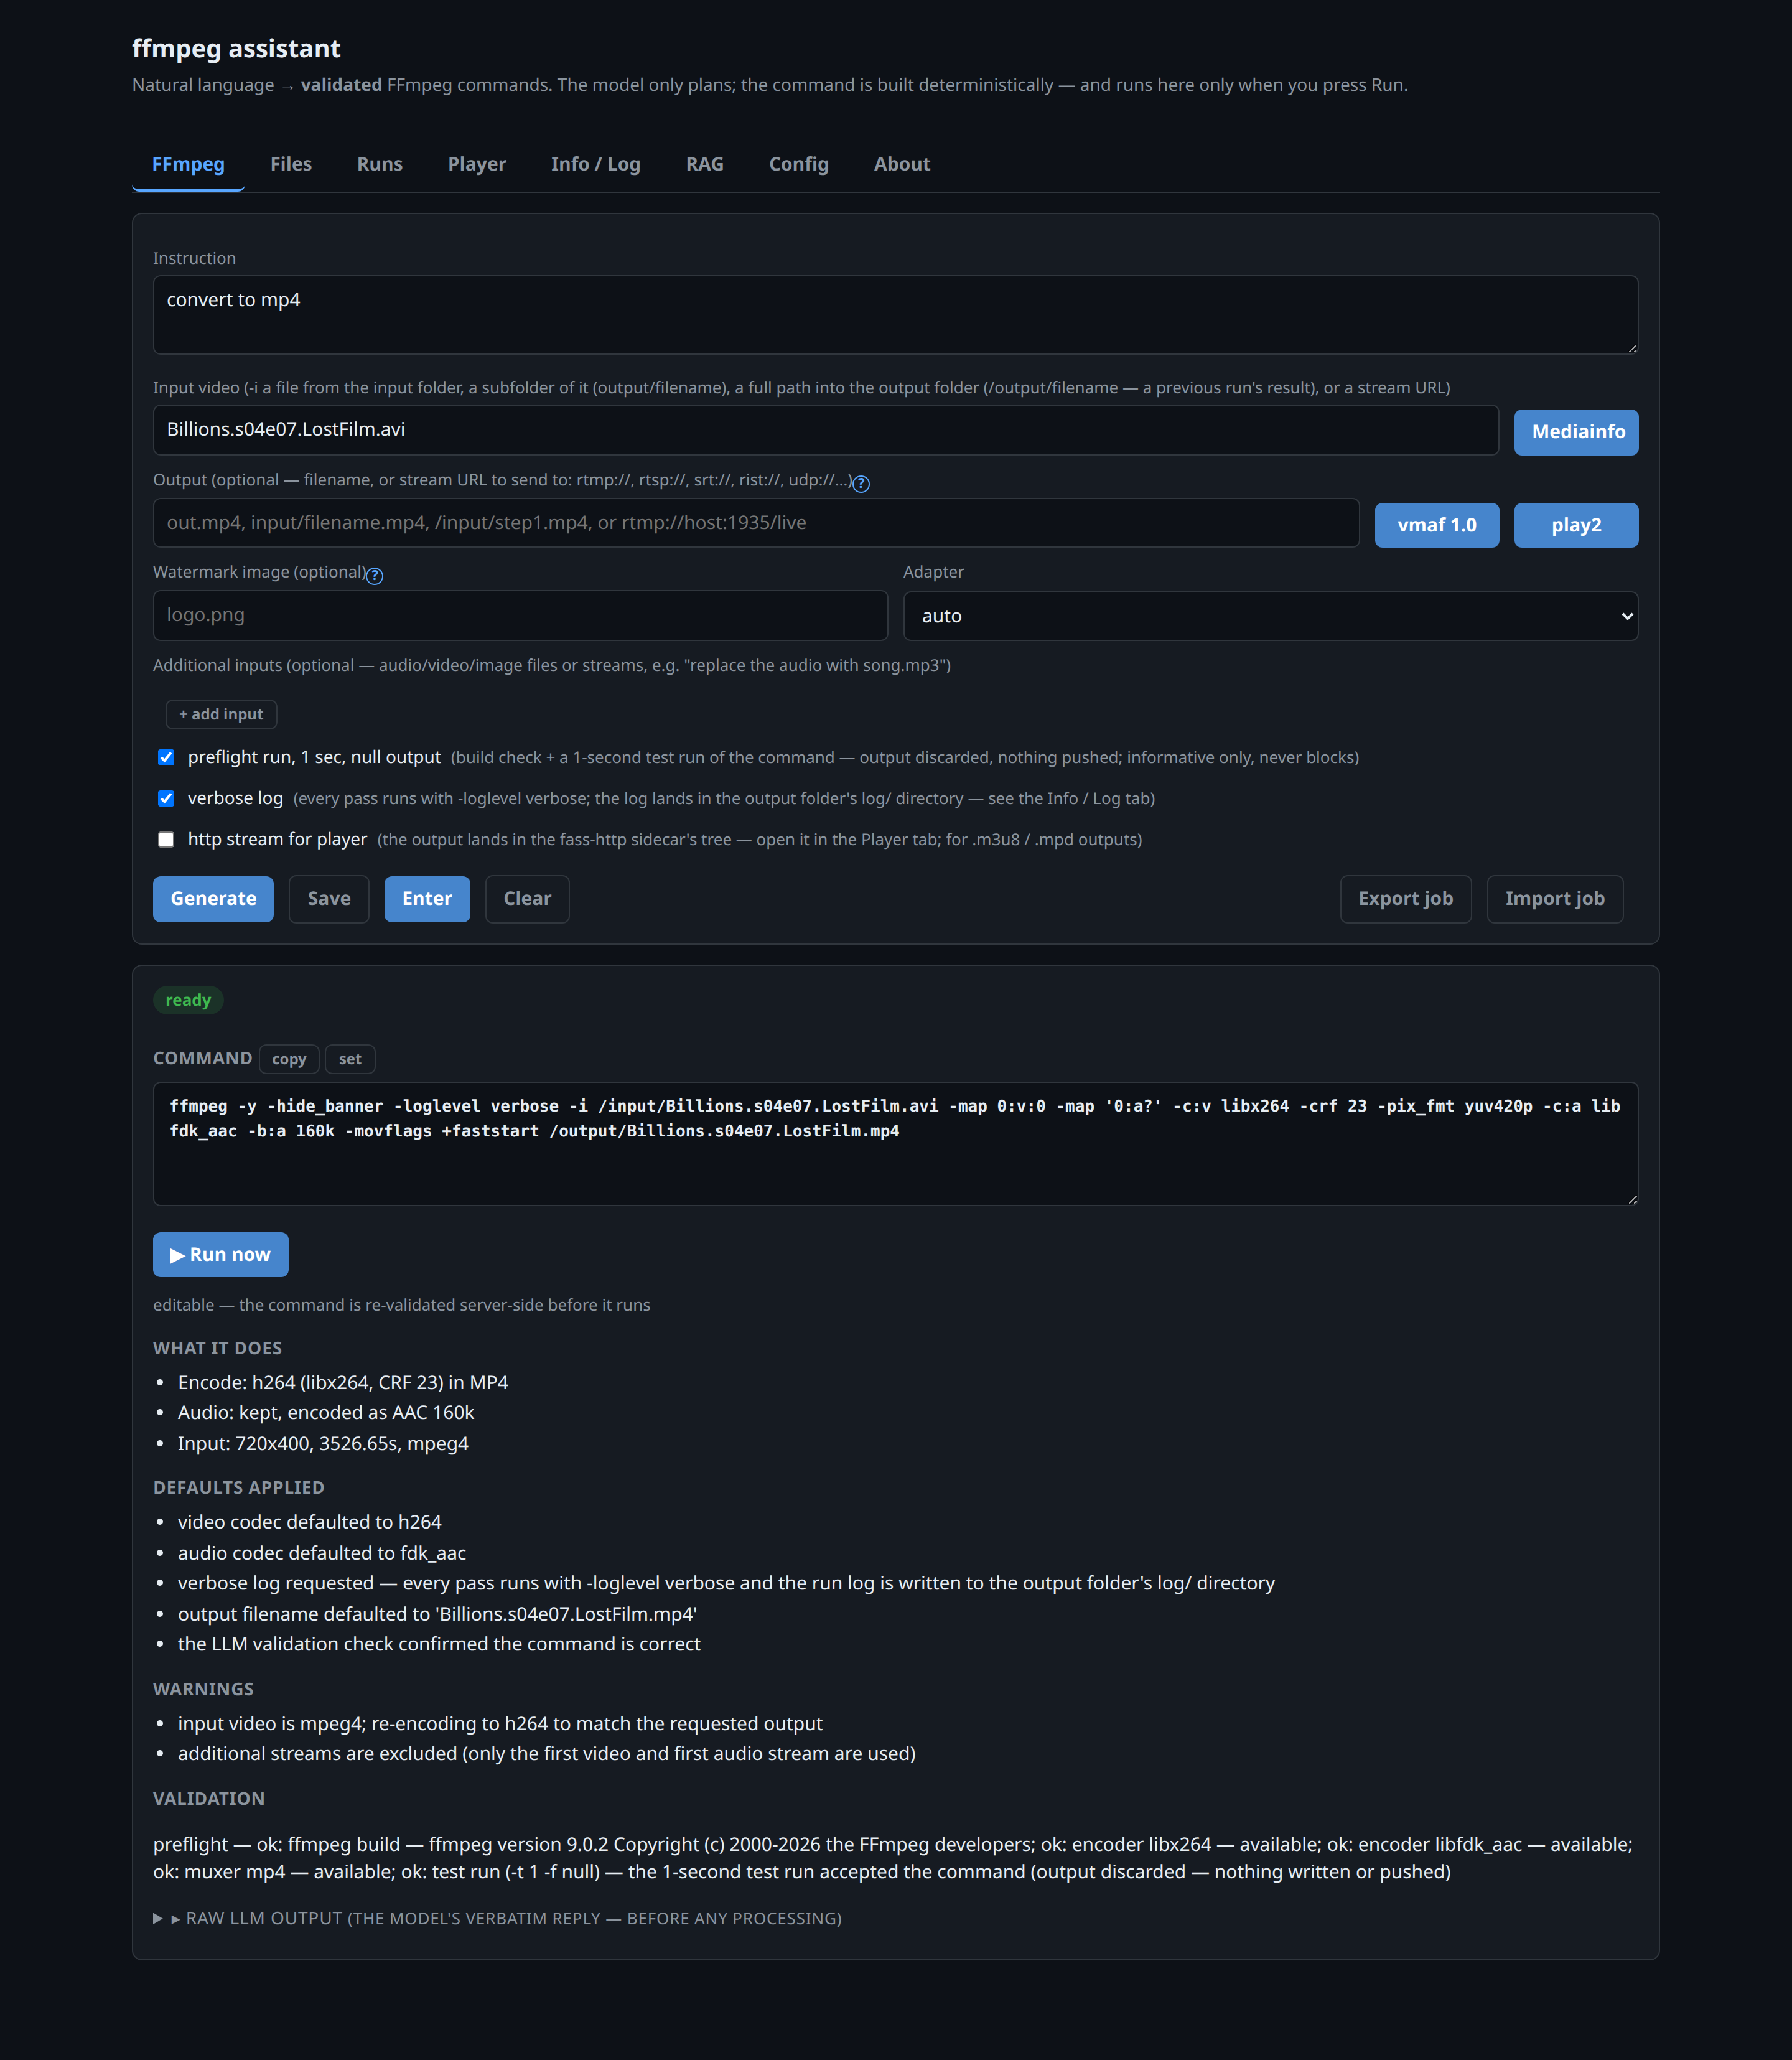 ffmpeg assistant
Natural language → validated FFmpeg commands. The model only plans; the command is built deterministically — and runs here only when you press Run.
FFmpeg Files Runs Player Info / Log RAG Config About
Instruction
convert to mp4
Input video (-i a file from the input folder, a subfolder of it (output/filename), a full path into the output folder (/output/filename — a previous run's result), or a stream URL)
Billions.s04e07.LostFilm.avi Mediainfo
Output (optional — filename, or stream URL to send to: rtmp://, rtsp://, srt://, rist://, udp://...) ?
out.mp4, input/filename.mp4, /input/step1.mp4, or rtmp://host:1935/live vmaf 1.0 play2
Watermark image (optional) ? Adapter
logo.png auto
Additional inputs (optional — audio/video/image files or streams, e.g. "replace the audio with song.mp3")
+ add input
preflight run, 1 sec, null output (build check + a 1-second test run of the command — output discarded, nothing pushed; informative only, never blocks)
verbose log (every pass runs with -loglevel verbose; the log lands in the output folder's log/ directory — see the Info / Log tab)
http stream for player (the output lands in the fass-http sidecar's tree — open it in the Player tab; for .m3u8 / .mpd outputs)
Generate Save Enter Clear Export job Import job
ready
COMMAND copy set
ffmpeg -y -hide_banner -loglevel verbose -i /input/Billions.s04e07.LostFilm.avi -map 0:v:0 -map '0:a?' -c:v libx264 -crf 23 -pix_fmt yuv420p -c:a lib
fdk_aac -b:a 160k -movflags +faststart /output/Billions.s04e07.LostFilm.mp4
▶ Run now
editable — the command is re-validated server-side before it runs
WHAT IT DOES
• Encode: h264 (libx264, CRF 23) in MP4
• Audio: kept, encoded as AAC 160k
• Input: 720x400, 3526.65s, mpeg4
DEFAULTS APPLIED
• video codec defaulted to h264
• audio codec defaulted to fdk_aac
• verbose log requested — every pass runs with -loglevel verbose and the run log is written to the output folder's log/ directory
• output filename defaulted to 'Billions.s04e07.LostFilm.mp4'
• the LLM validation check confirmed the command is correct
WARNINGS
• input video is mpeg4; re-encoding to h264 to match the requested output
• additional streams are excluded (only the first video and first audio stream are used)
VALIDATION
preflight — ok: ffmpeg build — ffmpeg version 9.0.2 Copyright (c) 2000-2026 the FFmpeg developers; ok: encoder libx264 — available; ok: encoder libfdk_aac — available;
ok: muxer mp4 — available; ok: test run (-t 1 -f null) — the 1-second test run accepted the command (output discarded — nothing written or pushed)
▶ ▸ RAW LLM OUTPUT (THE MODEL'S VERBATIM REPLY — BEFORE ANY PROCESSING)